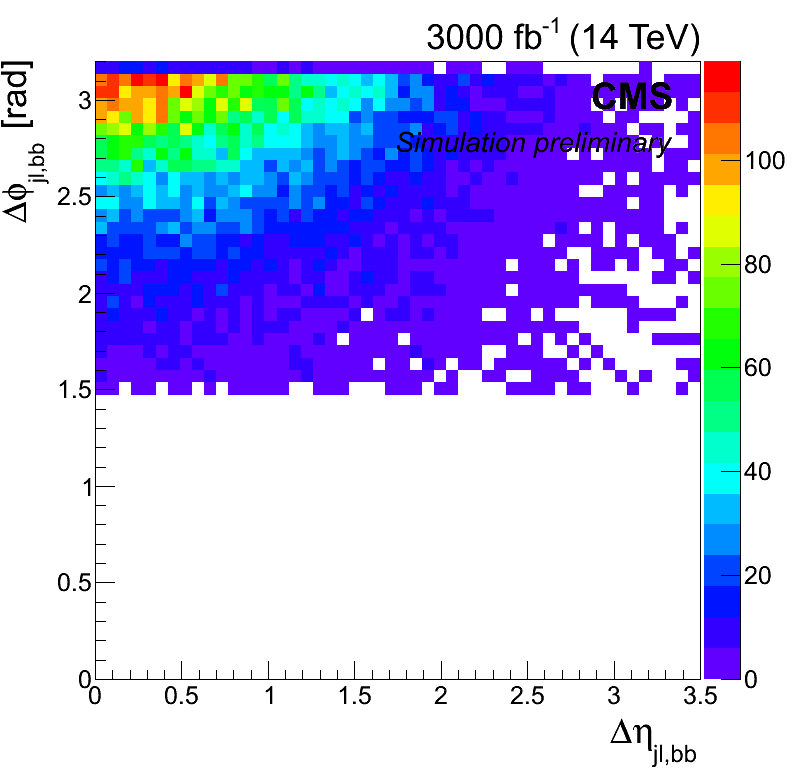 3000 fb-1 (14 TeV)
CMS
Simulation preliminary
Δϕjl,bb [rad]
3
2.5
2
1.5
1
0.5
0
0 0.5 1 1.5 2 2.5 3 3.5
Δηjl,bb
100
80
60
40
20
0